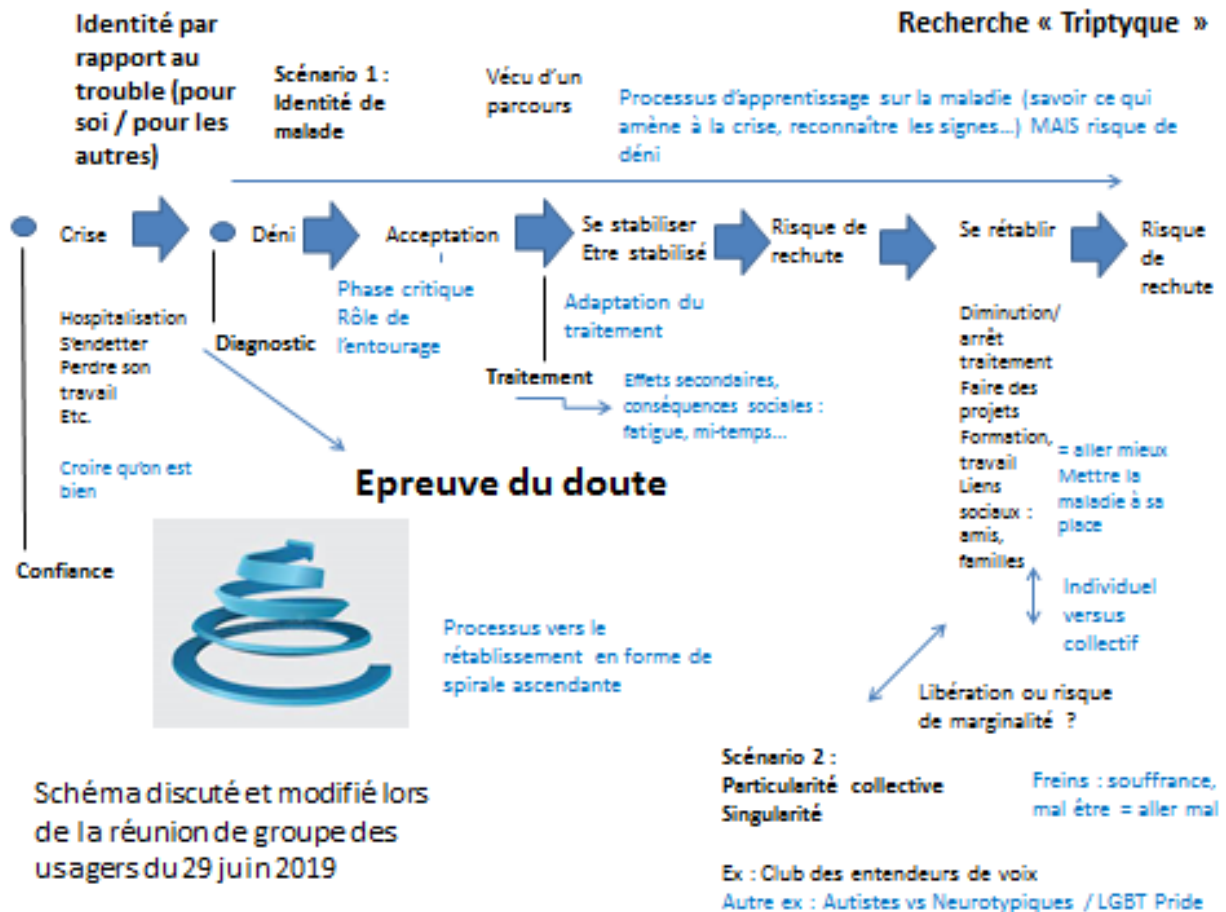 Identité par
rapport au
trouble (pour
soi / pour les
autres)
Recherche « Triptyque »
Scénario 1 :
Identité de
malade
Vécu d'un
parcours
Processus d'apprentissage sur la maladie (savoir ce qui
amène à la crise, reconnaître les signes...) MAIS risque de
déni
Crise
Déni
Acceptation
Se stabiliser
Etre stabilisé
Risque de
rechute
Se rétablir
Risque
de
rechute
Hospitalisation
S'endetter
Perdre son
travail
Etc.
Croire qu'on est
bien
Confiance
Diagnostic
Phase critique
Rôle de
l'entourage
Adaptation du
traitement
Traitement
Effets secondaires,
conséquences sociales :
fatigue, mi-temps...
Diminution/
arrêt
traitement
Faire des
projets
Formation,
travail
Liens
sociaux :
amis,
familles
= aller mieux
Mettre la
maladie à sa
place
Epreuve du doute
Processus vers le
rétablissement en forme de
spirale ascendante
Individuel
versus
collectif
Libération ou risque
de marginalité ?
Scénario 2 :
Particularité collective
Singularité
Freins : souffrance,
mal être = aller mal
Schéma discuté et modifié lors
de la réunion de groupe des
usagers du 29 juin 2019
Ex : Club des entendeurs de voix
Autre ex : Autistes vs Neurotypiques / LGBT Pride